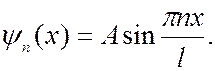 ψₙ(x) = A sin πnx/l.